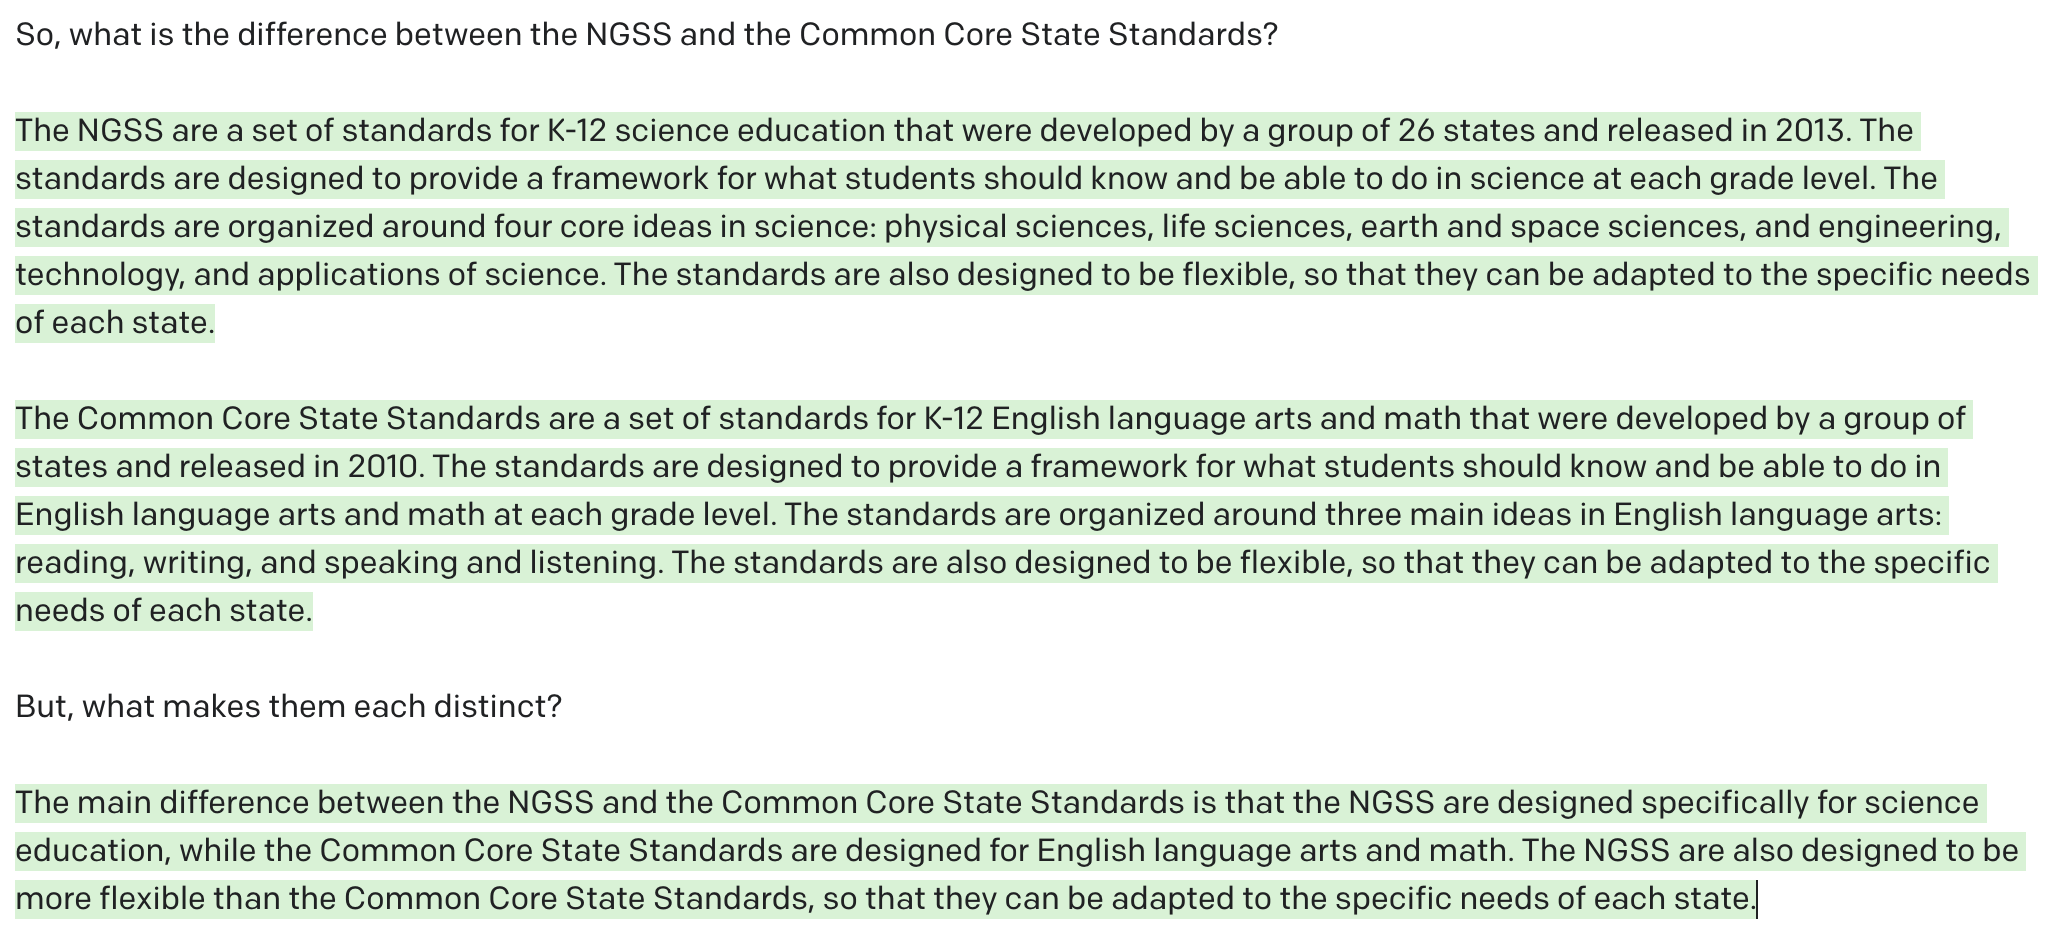 So, what is the difference between the NGSS and the Common Core State Standards?
The NGSS are a set of standards for K-12 science education that were developed by a group of 26 states and released in 2013. The
standards are designed to provide a framework for what students should know and be able to do in science at each grade level. The
standards are organized around four core ideas in science: physical sciences, life sciences, earth and space sciences, and engineering,
technology, and applications of science. The standards are also designed to be flexible, so that they can be adapted to the specific needs
of each state.
The Common Core State Standards are a set of standards for K-12 English language arts and math that were developed by a group of
states and released in 2010. The standards are designed to provide a framework for what students should know and be able to do in
English language arts and math at each grade level. The standards are organized around three main ideas in English language arts:
reading, writing, and speaking and listening. The standards are also designed to be flexible, so that they can be adapted to the specific
needs of each state.
But, what makes them each distinct?
The main difference between the NGSS and the Common Core State Standards is that the NGSS are designed specifically for science
education, while the Common Core State Standards are designed for English language arts and math. The NGSS are also designed to be
more flexible than the Common Core State Standards, so that they can be adapted to the specific needs of each state.